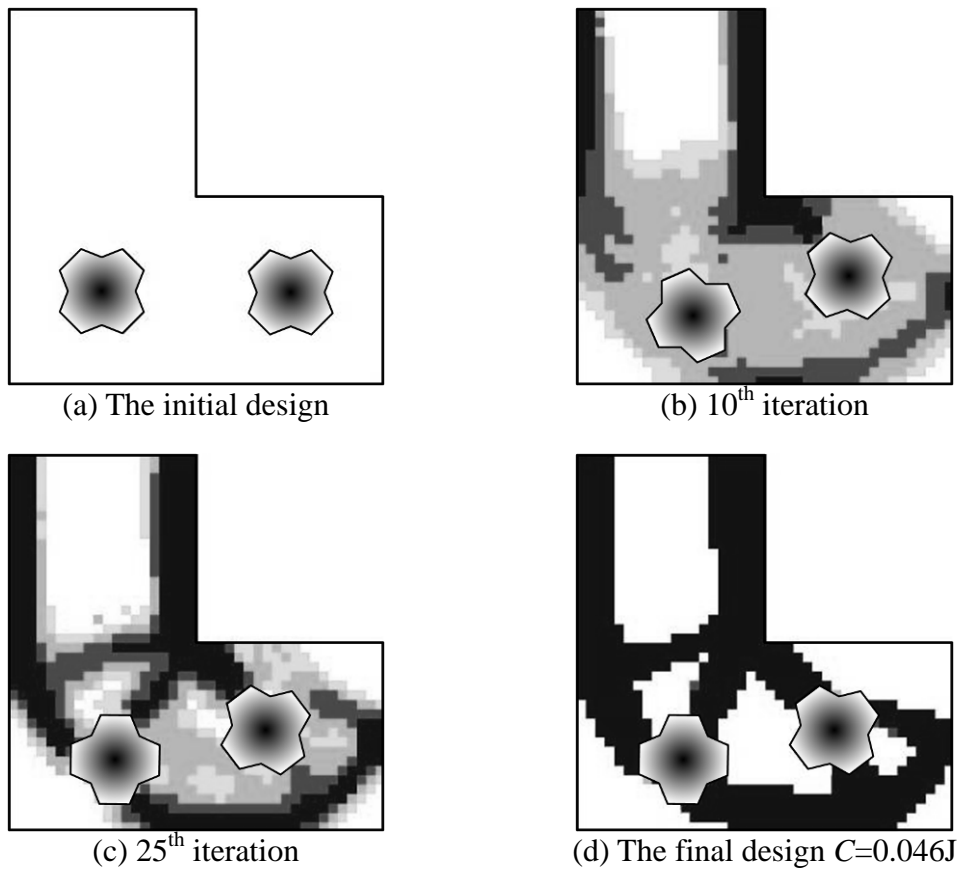 (a) The initial design
(b) 10th iteration
(c) 25th iteration
(d) The final design C=0.046J